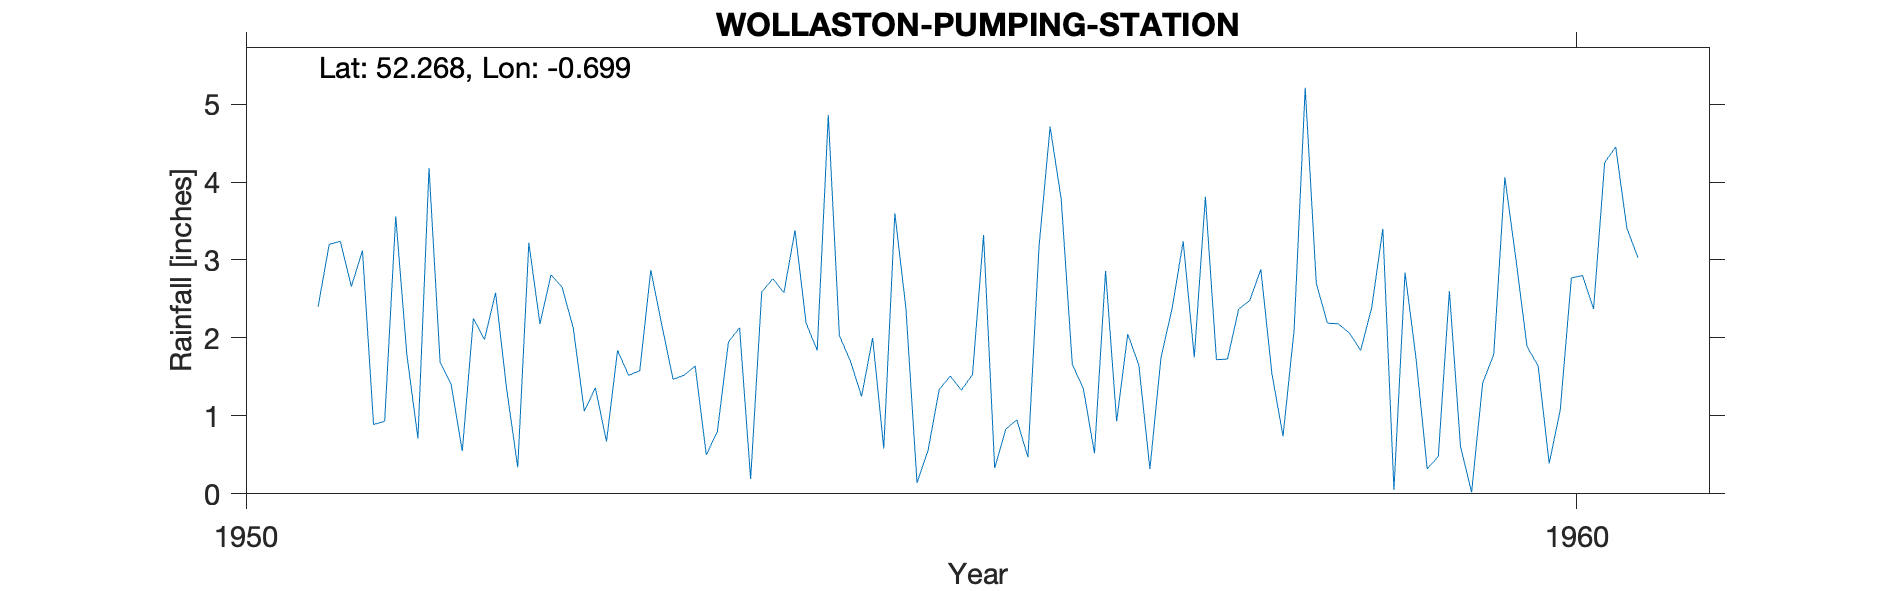 WOLLASTON-PUMPING-STATION
Lat: 52.268, Lon: -0.699
5
4
3
2
1
0
Rainfall [inches]
1950 1960
Year